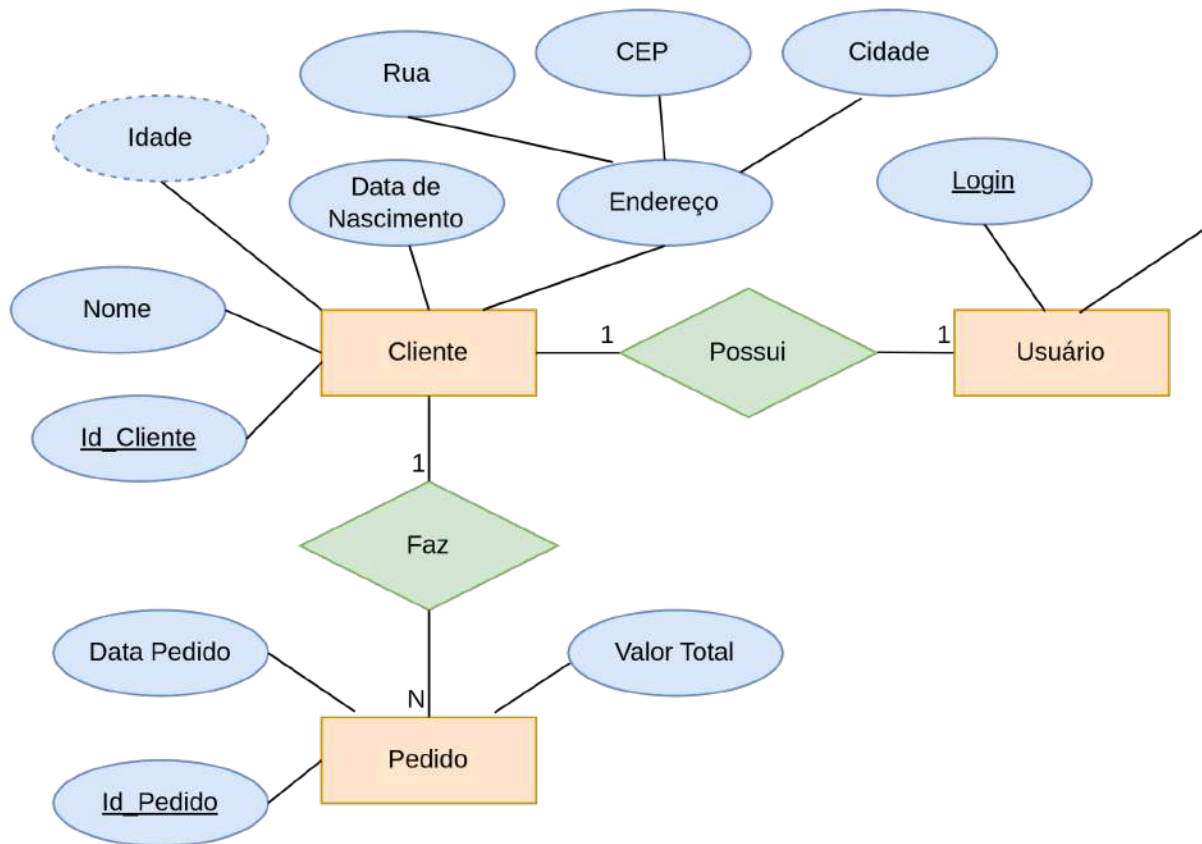 CEP
Cidade
Rua
Idade
Data de
Nascimento
Endereço
Login
Nome
Cliente
1
Possui
1
Usuário
Id_Cliente
1
Faz
Data Pedido
Valor Total
N
Pedido
Id_Pedido